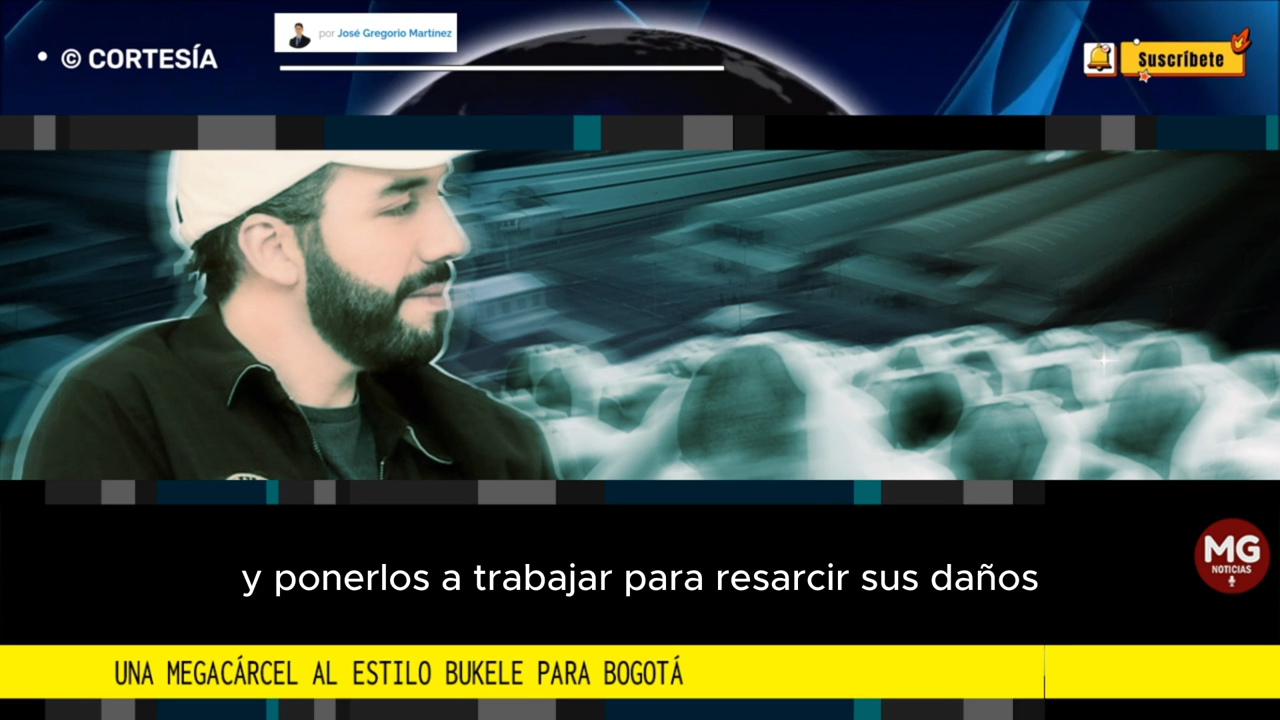 • © CORTESÍA
por José Gregorio Martínez
Suscríbete
y ponerlos a trabajar para resarcir sus daños
MG
NOTICIAS
UNA MEGACÁRCEL AL ESTILO BUKELE PARA BOGOTÁ